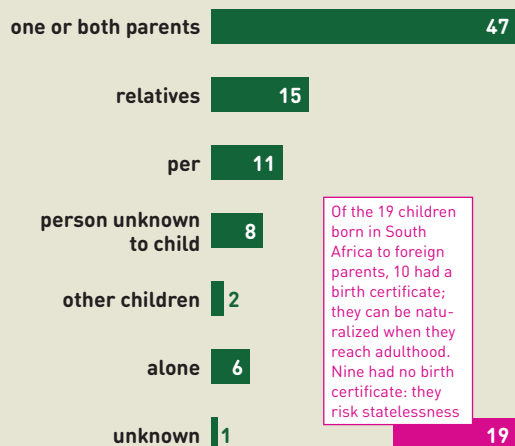 one or both parents 47
relatives 15
per 11
person unknown
to child 8
other children 2
alone 6
unknown 1
Of the 19 children
born in South
Africa to foreign
parents, 10 had a
birth certificate;
they can be natu-
ralized when they
reach adulthood.
Nine had no birth
certificate: they
risk statelessness
19